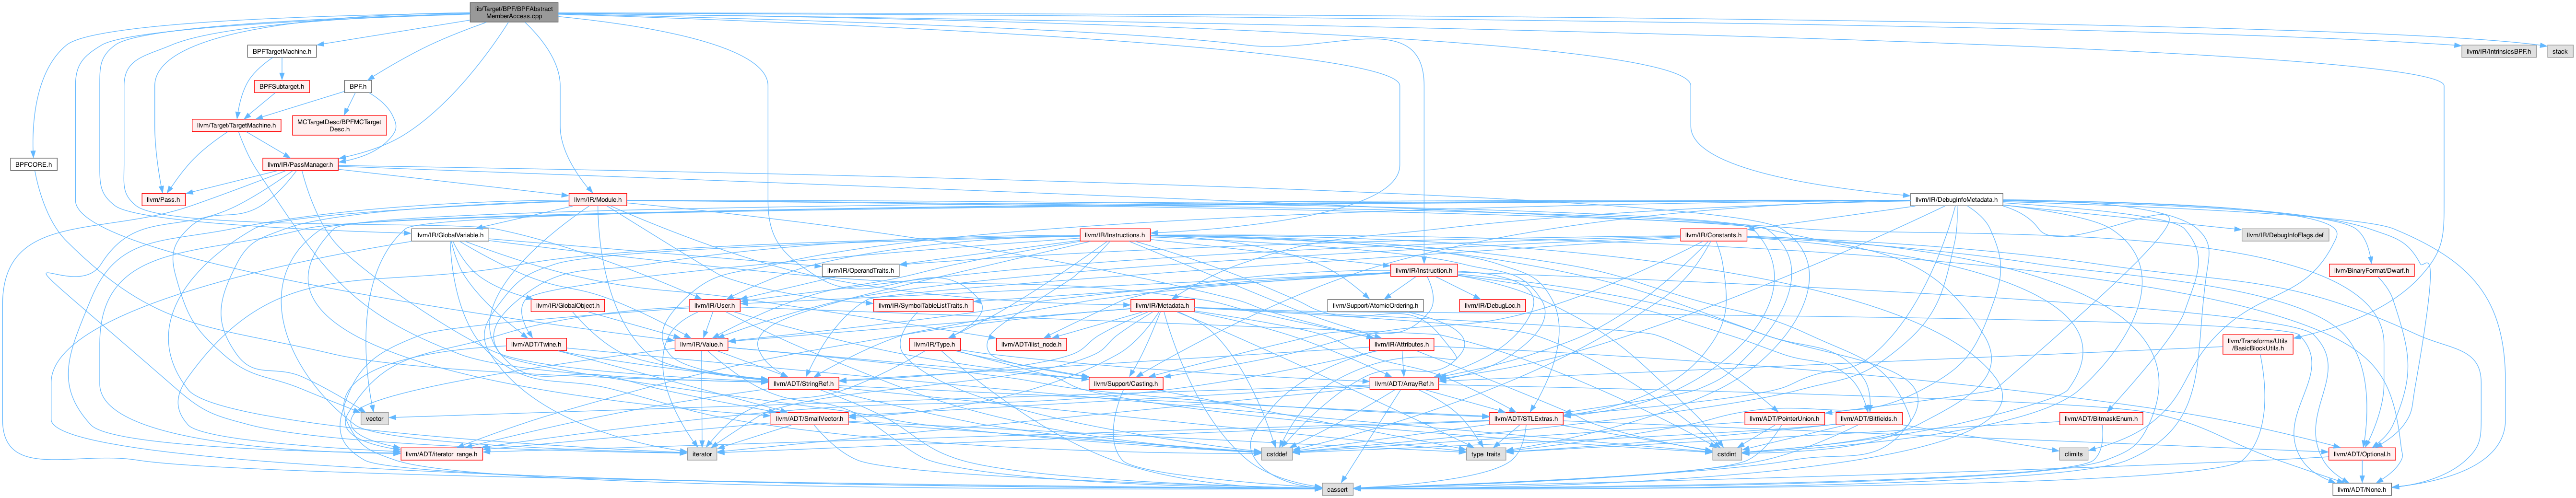 lib/Target/BPF/BPFAbstract
MemberAccess.cpp
BPFTargetMachine.h
llvm/IR/IntrinsicsBPF.h
stack
BPFSubtarget.h
BPF.h
llvm/Target/TargetMachine.h
MCTargetDesc/BPFMCTarget
Desc.h
BPFCORE.h
llvm/IR/PassManager.h
llvm/Pass.h
llvm/IR/Module.h
llvm/IR/DebugInfoMetadata.h
llvm/IR/GlobalVariable.h
llvm/IR/Instructions.h
llvm/IR/Constants.h
llvm/IR/DebugInfoFlags.def
llvm/IR/OperandTraits.h
llvm/IR/Instruction.h
llvm/BinaryFormat/Dwarf.h
llvm/IR/GlobalObject.h
llvm/IR/User.h
llvm/IR/SymbolTableListTraits.h
llvm/IR/Metadata.h
llvm/Support/AtomicOrdering.h
llvm/IR/DebugLoc.h
llvm/ADT/Twine.h
llvm/IR/Value.h
llvm/IR/Type.h
llvm/ADT/ilist_node.h
llvm/IR/Attributes.h
llvm/Transforms/Utils
/BasicBlockUtils.h
llvm/ADT/StringRef.h
llvm/Support/Casting.h
llvm/ADT/ArrayRef.h
vector
llvm/ADT/SmallVector.h
llvm/ADT/STLExtras.h
llvm/ADT/PointerUnion.h
llvm/ADT/Bitfields.h
llvm/ADT/BitmaskEnum.h
llvm/ADT/iterator_range.h
iterator
cstddef
type_traits
cstdint
climits
llvm/ADT/Optional.h
cassert
llvm/ADT/None.h